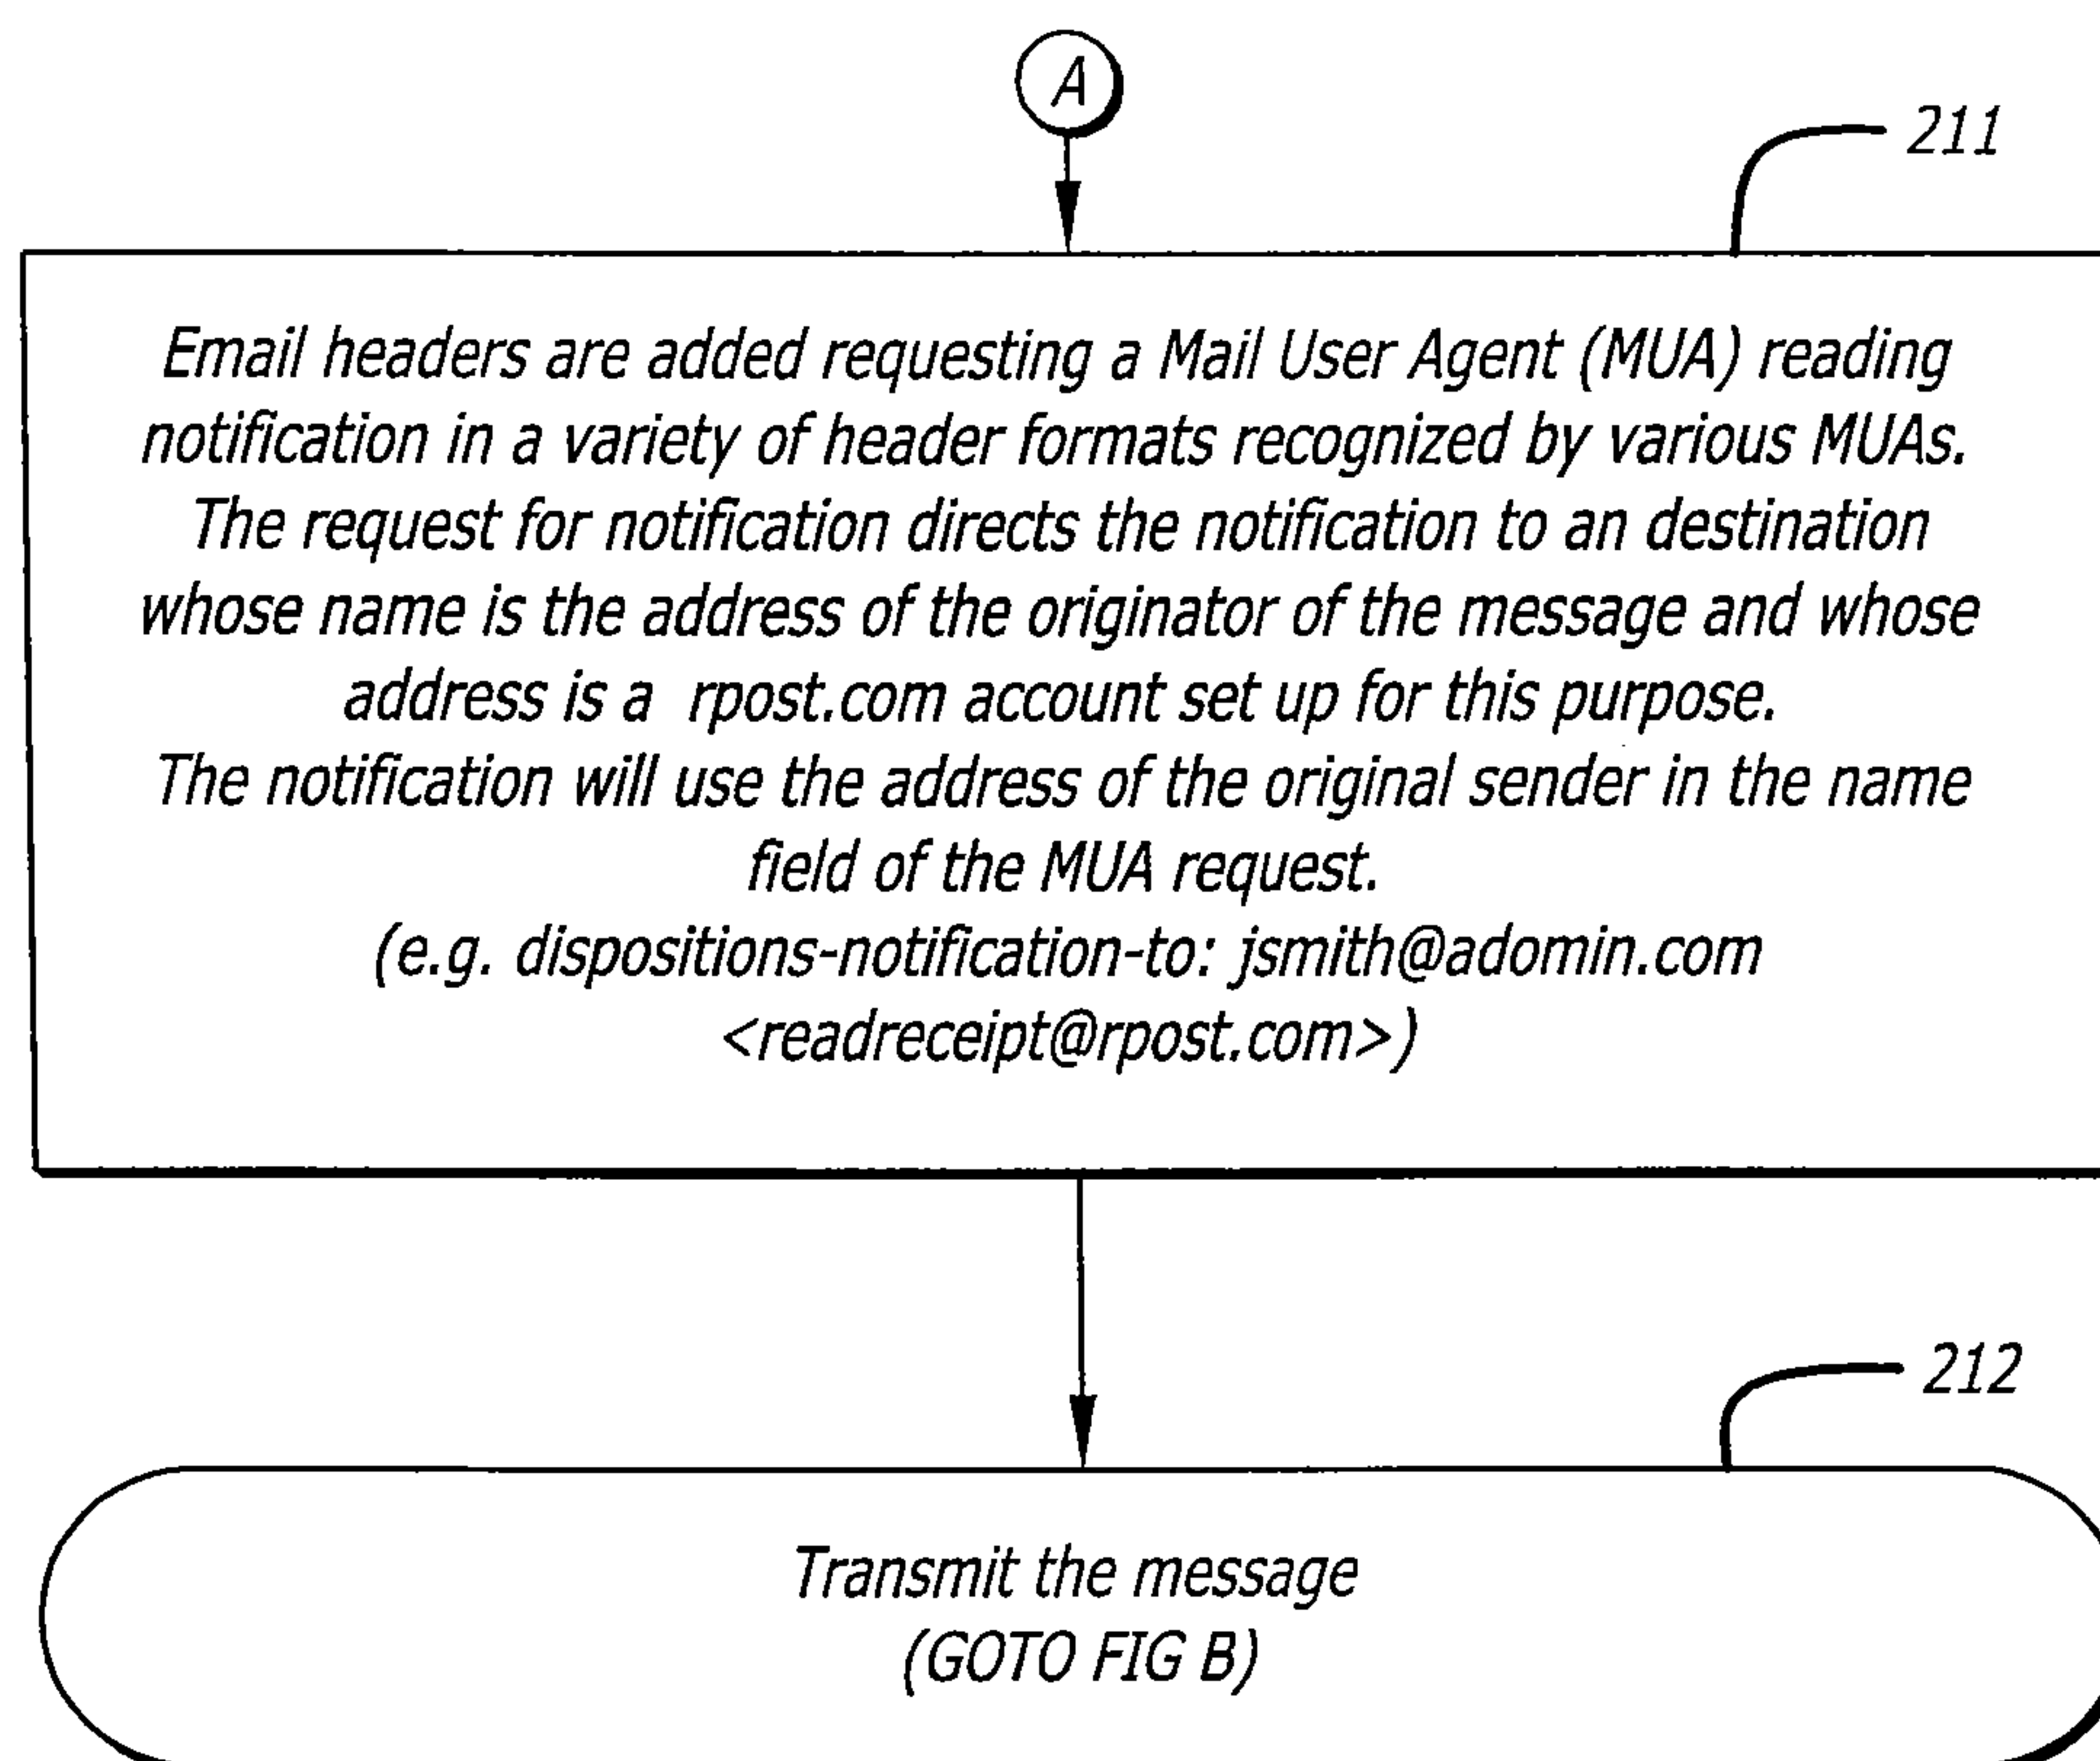 A
211
Email headers are added requesting a Mail User Agent (MUA) reading
notification in a variety of header formats recognized by various MUAs.
The request for notification directs the notification to an destination
whose name is the address of the originator of the message and whose
address is a rpost.com account set up for this purpose.
The notification will use the address of the original sender in the name
field of the MUA request.
(e.g. dispositions-notification-to: jsmith@adomin.com
<readreceipt@rpost.com>)
212
Transmit the message
(GOTO FIG B)